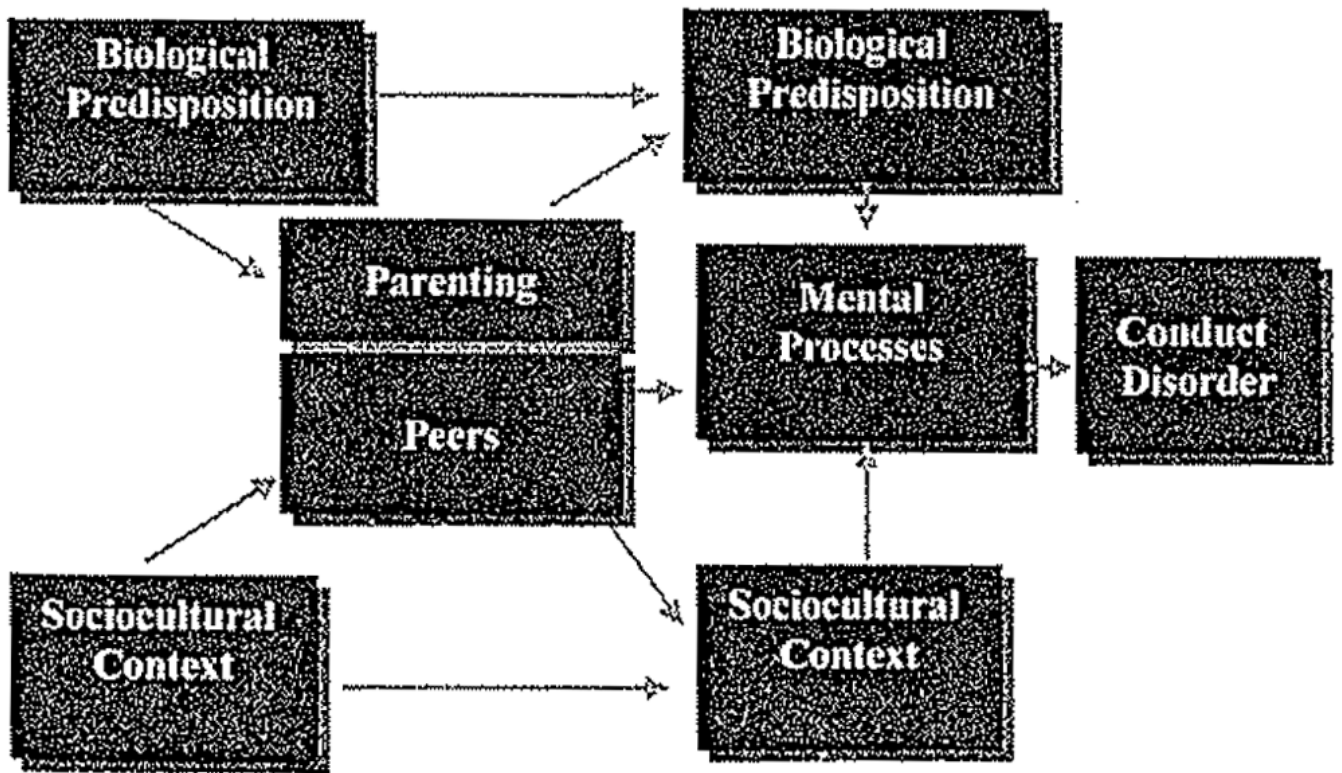 Biological
Predisposition
Biological
Predisposition
Parenting
Peers
Mental
Processes
Conduct
Disorder
Sociocultural
Context
Sociocultural
Context